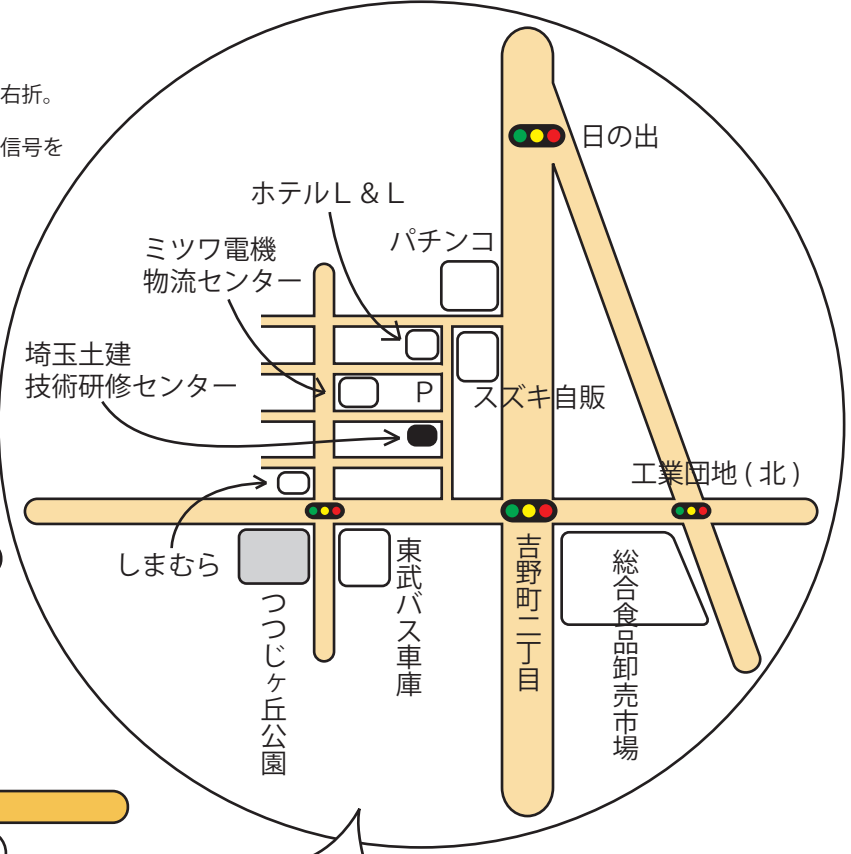 右折。
信号を
日の出
ホテルL&L
パチンコ
ミツワ電機
物流センター
埼玉土建
技術研修センター
P
スズキ自販
工業団地(北)
しまむら
つつじヶ丘公園
東武バス車庫
吉野町二丁目
総合食品卸売市場